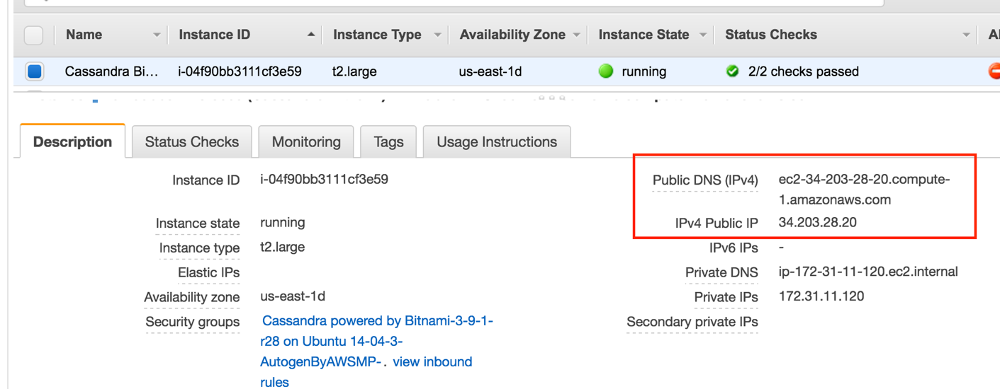 Name Instance ID Instance Type Availability Zone Instance State Status Checks
Cassandra Bi… i-04f90bb3111cf3e59 t2.large us-east-1d running 2/2 checks passed
Description Status Checks Monitoring Tags Usage Instructions
Instance ID i-04f90bb3111cf3e59
Public DNS (IPv4) ec2-34-203-28-20.compute-
1.amazonaws.com
Instance state running
IPv4 Public IP 34.203.28.20
Instance type t2.large
IPv6 IPs -
Elastic IPs
Private DNS ip-172-31-11-120.ec2.internal
Availability zone us-east-1d
Private IPs 172.31.11.120
Security groups Cassandra powered by Bitnami-3-9-1-
r28 on Ubuntu 14-04-3-
AutogenByAWSMP- . view inbound
rules
Secondary private IPs